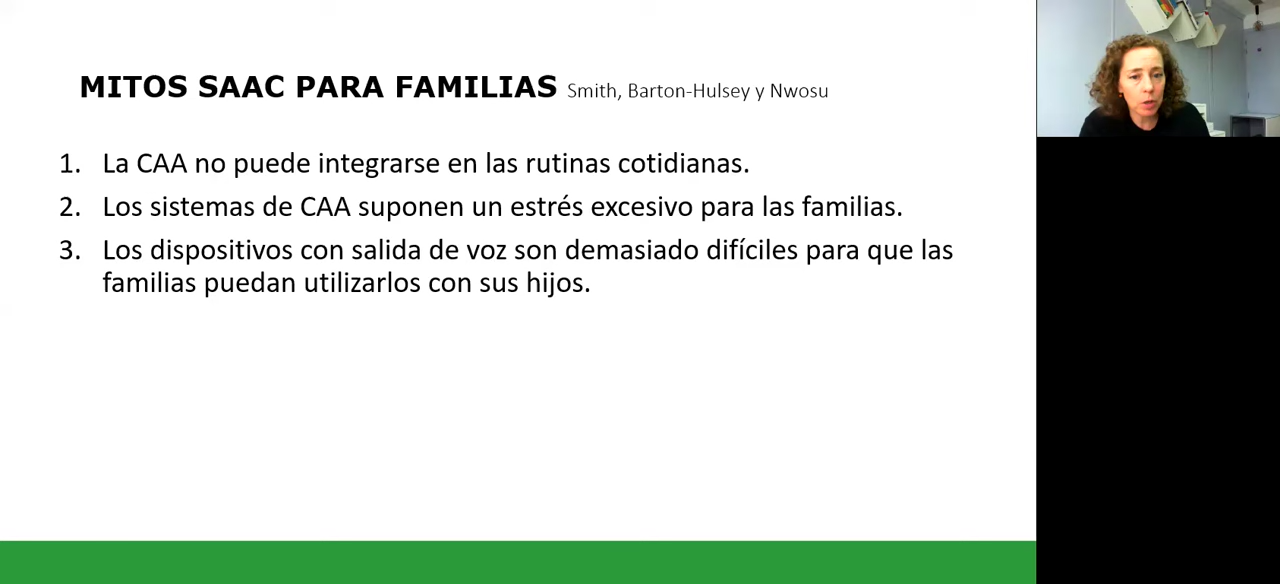 MITOS SAAC PARA FAMILIAS Smith, Barton-Hulsey y Nwosu
1. La CAA no puede integrarse en las rutinas cotidianas.
2. Los sistemas de CAA suponen un estrés excesivo para las familias.
3. Los dispositivos con salida de voz son demasiado difíciles para que las
familias puedan utilizarlos con sus hijos.